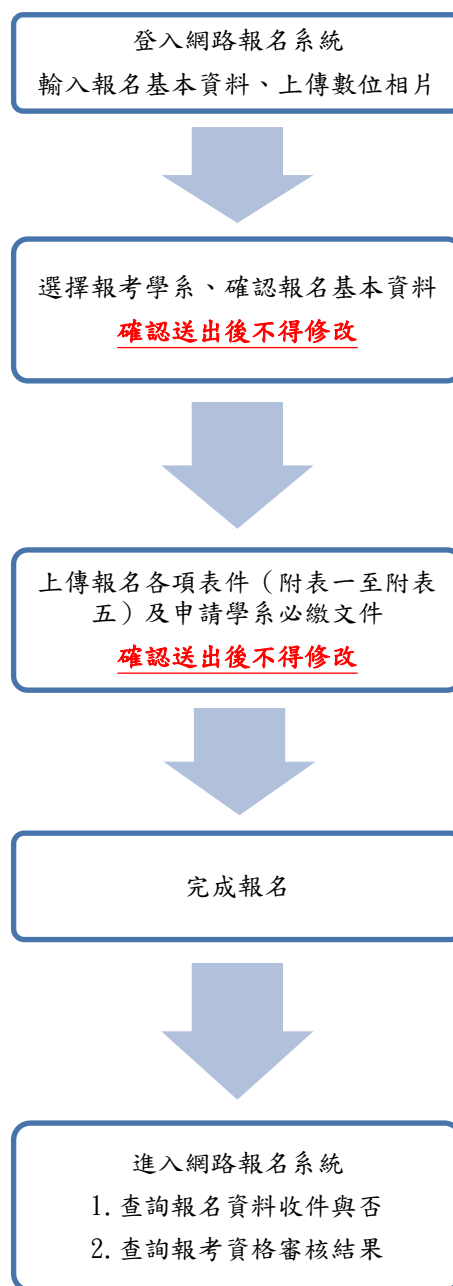 登入網路報名系統
輸入報名基本資料、上傳數位相片
選擇報考學系、確認報名基本資料
確認送出後不得修改
上傳報名各項表件（附表一至附表
五）及申請學系必繳文件
確認送出後不得修改
完成報名
進入網路報名系統
1. 查詢報名資料收件與否
2. 查詢報考資格審核結果